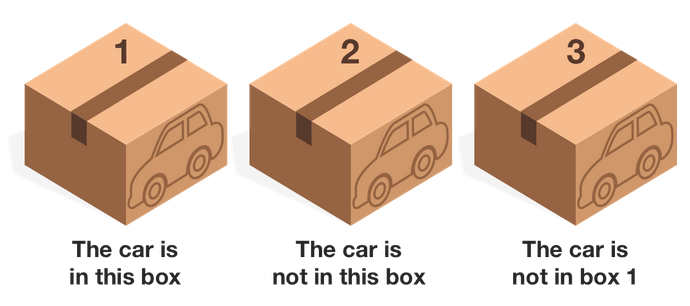 1
2
3
The car is
in this box
The car is
not in this box
The car is
not in box 1